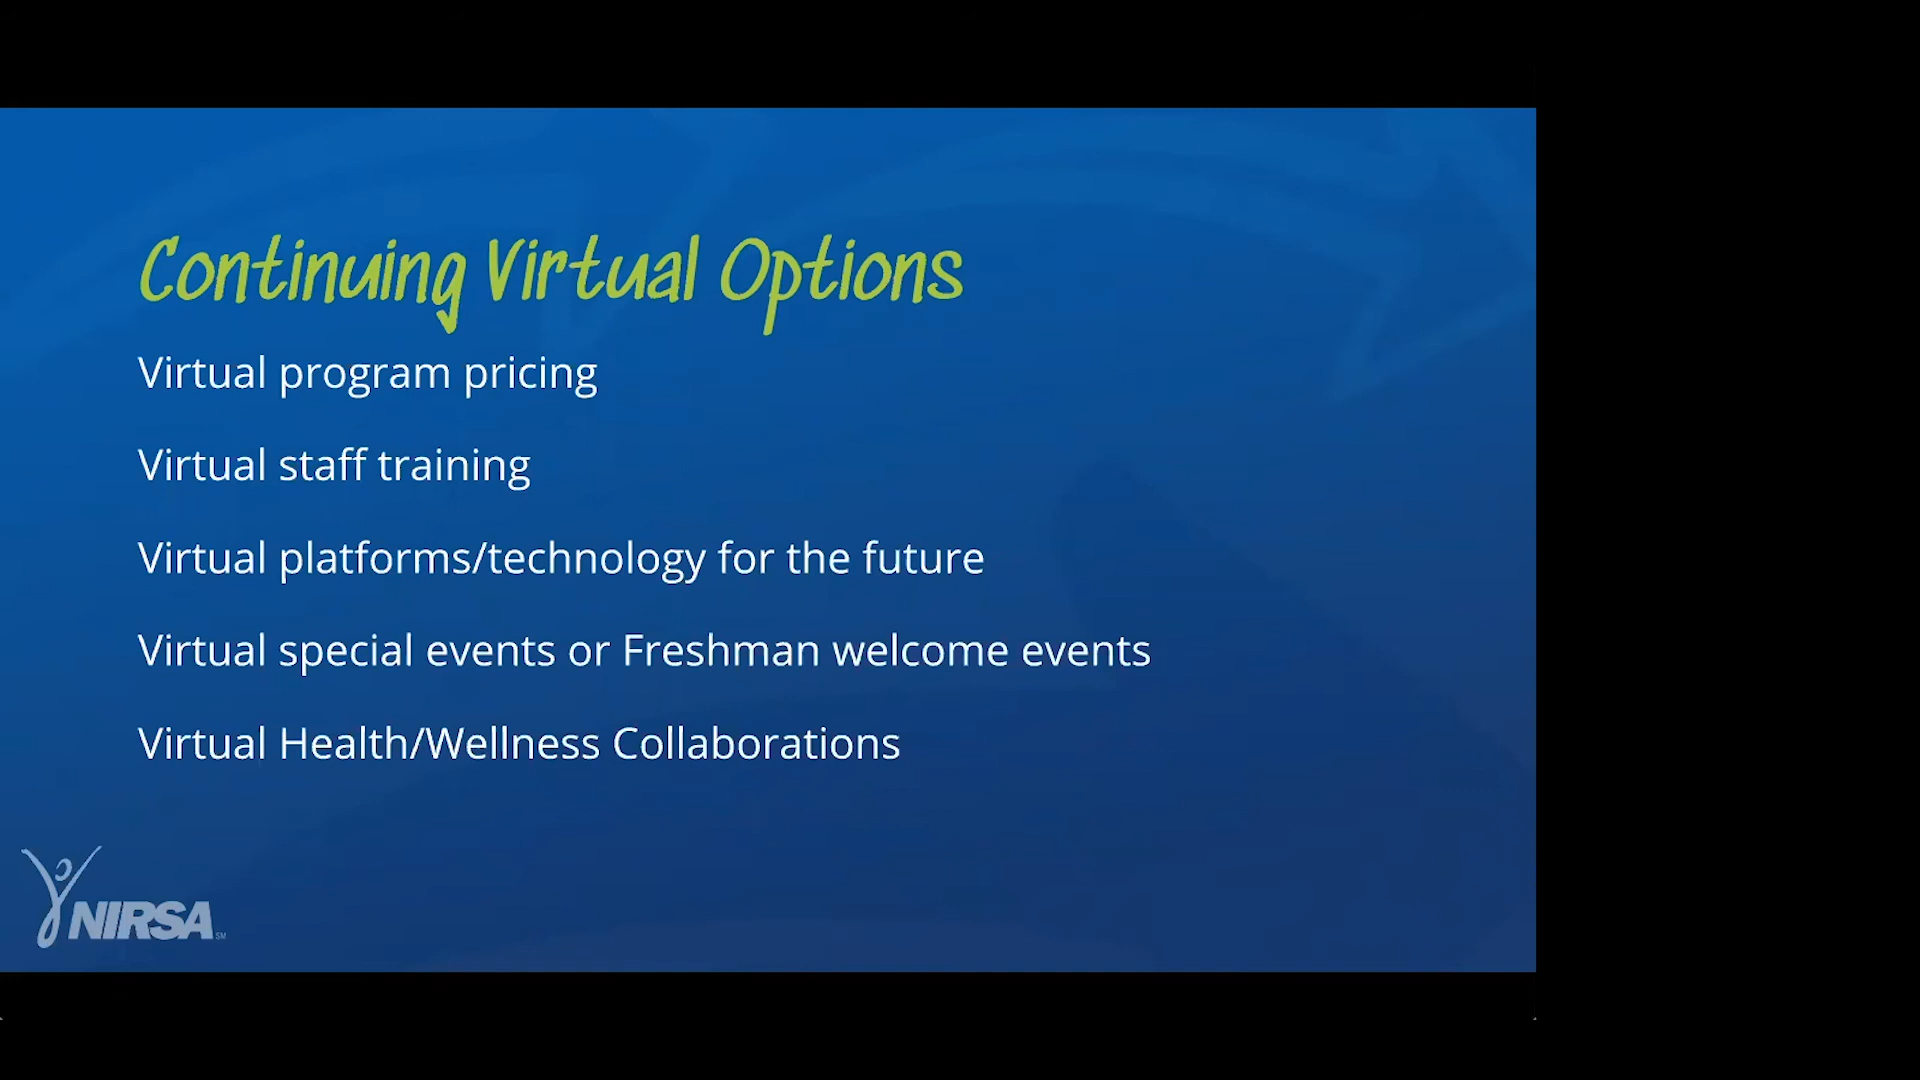 Continuing Virtual Options
Virtual program pricing
Virtual staff training
Virtual platforms/technology for the future
Virtual special events or Freshman welcome events
Virtual Health/Wellness Collaborations
NIRSA SM